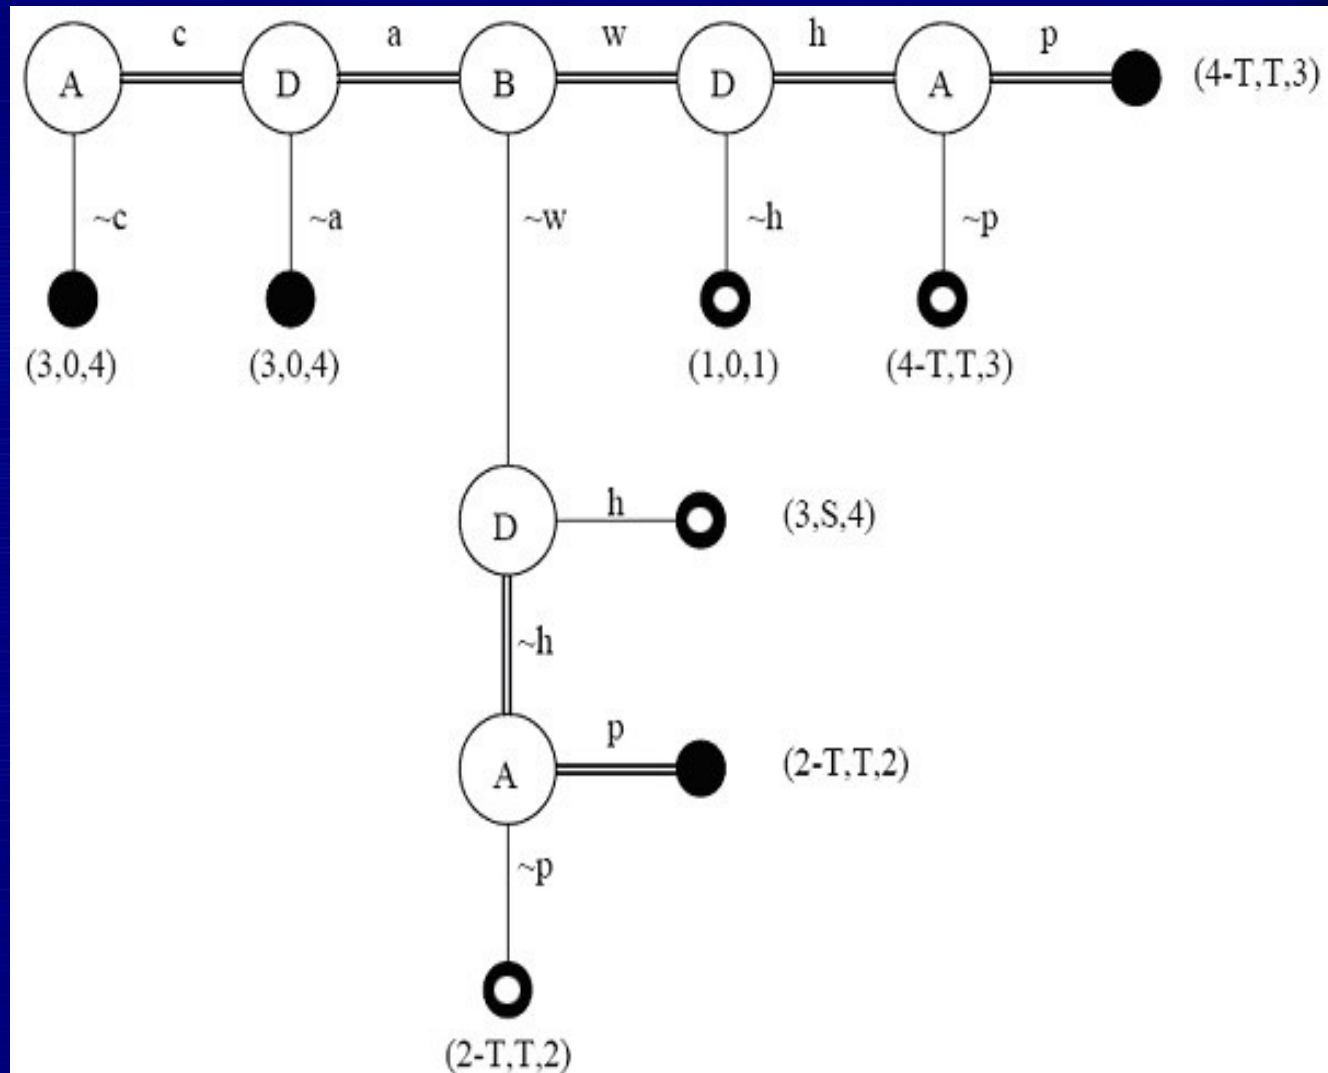 c a w h p
A D B D A (4-T,T,3)
~c ~a ~w ~h ~p
(3,0,4) (3,0,4) (1,0,1) (4-T,T,3)
h
D (3,S,4)
~h
p
A (2-T,T,2)
~p
(2-T,T,2)